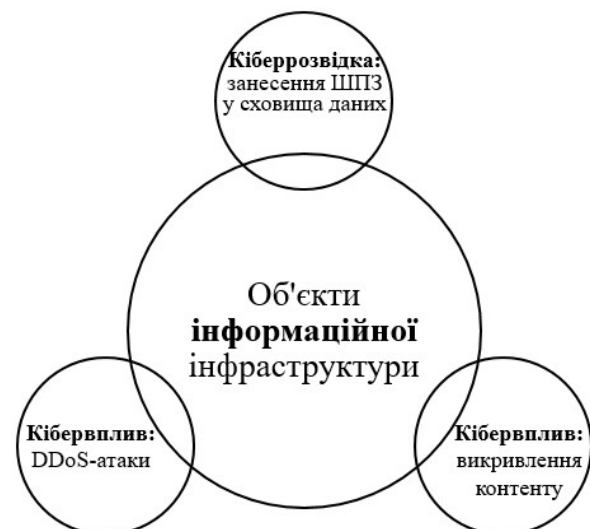 Кіберрозвідка:
занесення ШПЗ
у сховища даних
Об'єкти
інформаційної
інфраструктури
Кібервплив:
DDoS-атаки
Кібервплив:
викривлення
контенту